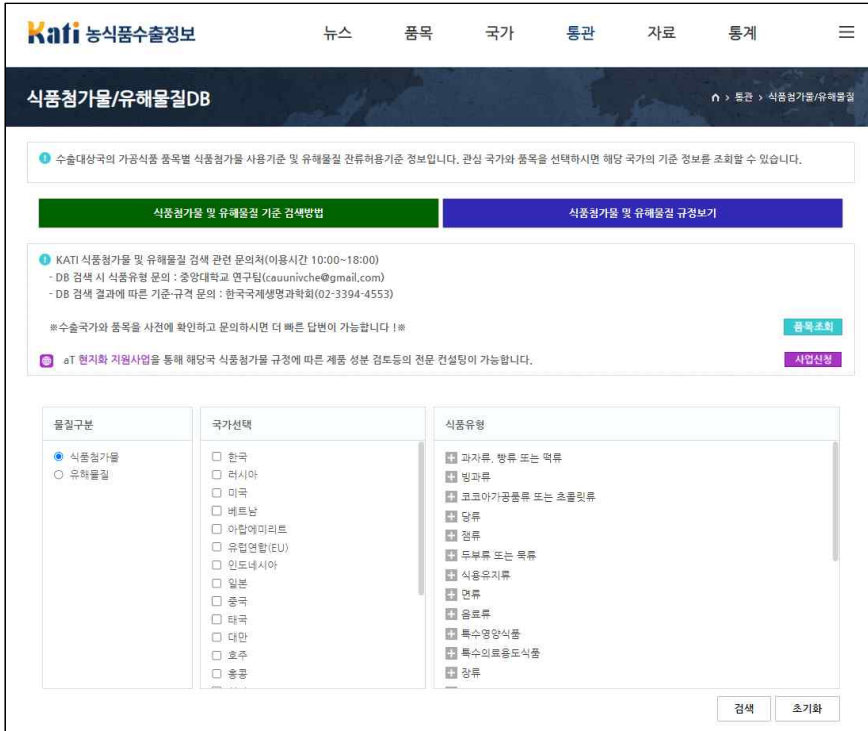 Kati 농식품수출정보
뉴스 품목 국가 통관 자료 통계
식품첨가물/유해물질DB
> 통관 > 식품첨가물/유해물질
수출대상국의 가공식품 품목별 식품첨가물 사용기준 및 유해물질 잔류허용기준 정보입니다. 관심 국가와 품목을 선택하시면 해당 국가의 기준 정보를 조회할 수 있습니다.
식품첨가물 및 유해물질 기준 검색방법
식품첨가물 및 유해물질 규정보기
KATI 식품첨가물 및 유해물질 검색 관련 문의처(이용시간 10:00~18:00)
- DB 검색 시 식품유형 문의 : 중앙대학교 연구팀(cauunivche@gmail.com)
- DB 검색 결과에 따른 기준·규격 문의 : 한국국제생명과학회(02-3394-4553)
※수출국가와 품목을 사전에 확인하고 문의하시면 더 빠른 답변이 가능합니다 !※
품목조회
aT 현지화 지원사업을 통해 해당국 식품첨가물 규정에 따른 제품 성분 검토등의 전문 컨설팅이 가능합니다.
사업신청
물질구분
식품첨가물
유해물질
국가선택
한국
러시아
미국
베트남
아랍에미리트
유럽연합(EU)
인도네시아
일본
중국
태국
대만
호주
홍콩
식품유형
과자류, 빵류 또는 떡류
빙과류
코코아가공품류 또는 초콜릿류
당류
잼류
두부류 또는 묵류
식용유지류
면류
음료류
특수영양식품
특수의료용도식품
장류
검색
초기화